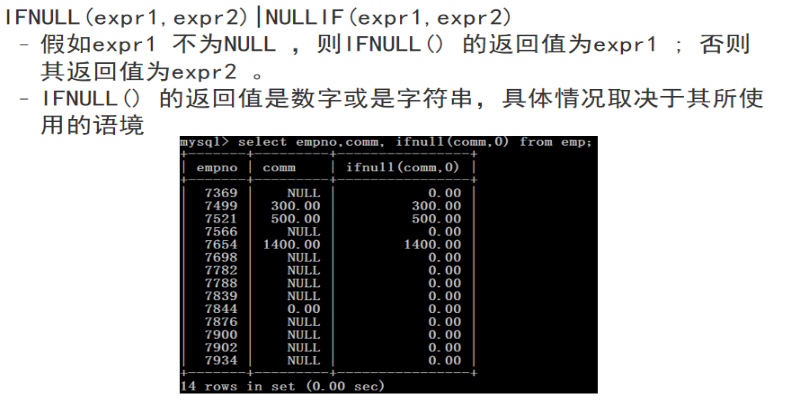 IFNULL(expr1,expr2)|NULLIF(expr1,expr2)
– 假如expr1 不为NULL ，则IFNULL() 的返回值为expr1 ; 否则
其返回值为expr2 。
– IFNULL() 的返回值是数字或是字符串，具体情况取决于其所使
用的语境
mysql> select empno,comm, ifnull(comm,0) from emp;
+-------+---------+----------------+
| empno | comm    | ifnull(comm,0) |
+-------+---------+----------------+
|  7369 |    NULL |           0.00 |
|  7499 |  300.00 |         300.00 |
|  7521 |  500.00 |         500.00 |
|  7566 |    NULL |           0.00 |
|  7654 | 1400.00 |        1400.00 |
|  7698 |    NULL |           0.00 |
|  7782 |    NULL |           0.00 |
|  7788 |    NULL |           0.00 |
|  7839 |    NULL |           0.00 |
|  7844 |    0.00 |           0.00 |
|  7876 |    NULL |           0.00 |
|  7900 |    NULL |           0.00 |
|  7902 |    NULL |           0.00 |
|  7934 |    NULL |           0.00 |
+-------+---------+----------------+
14 rows in set (0.00 sec)